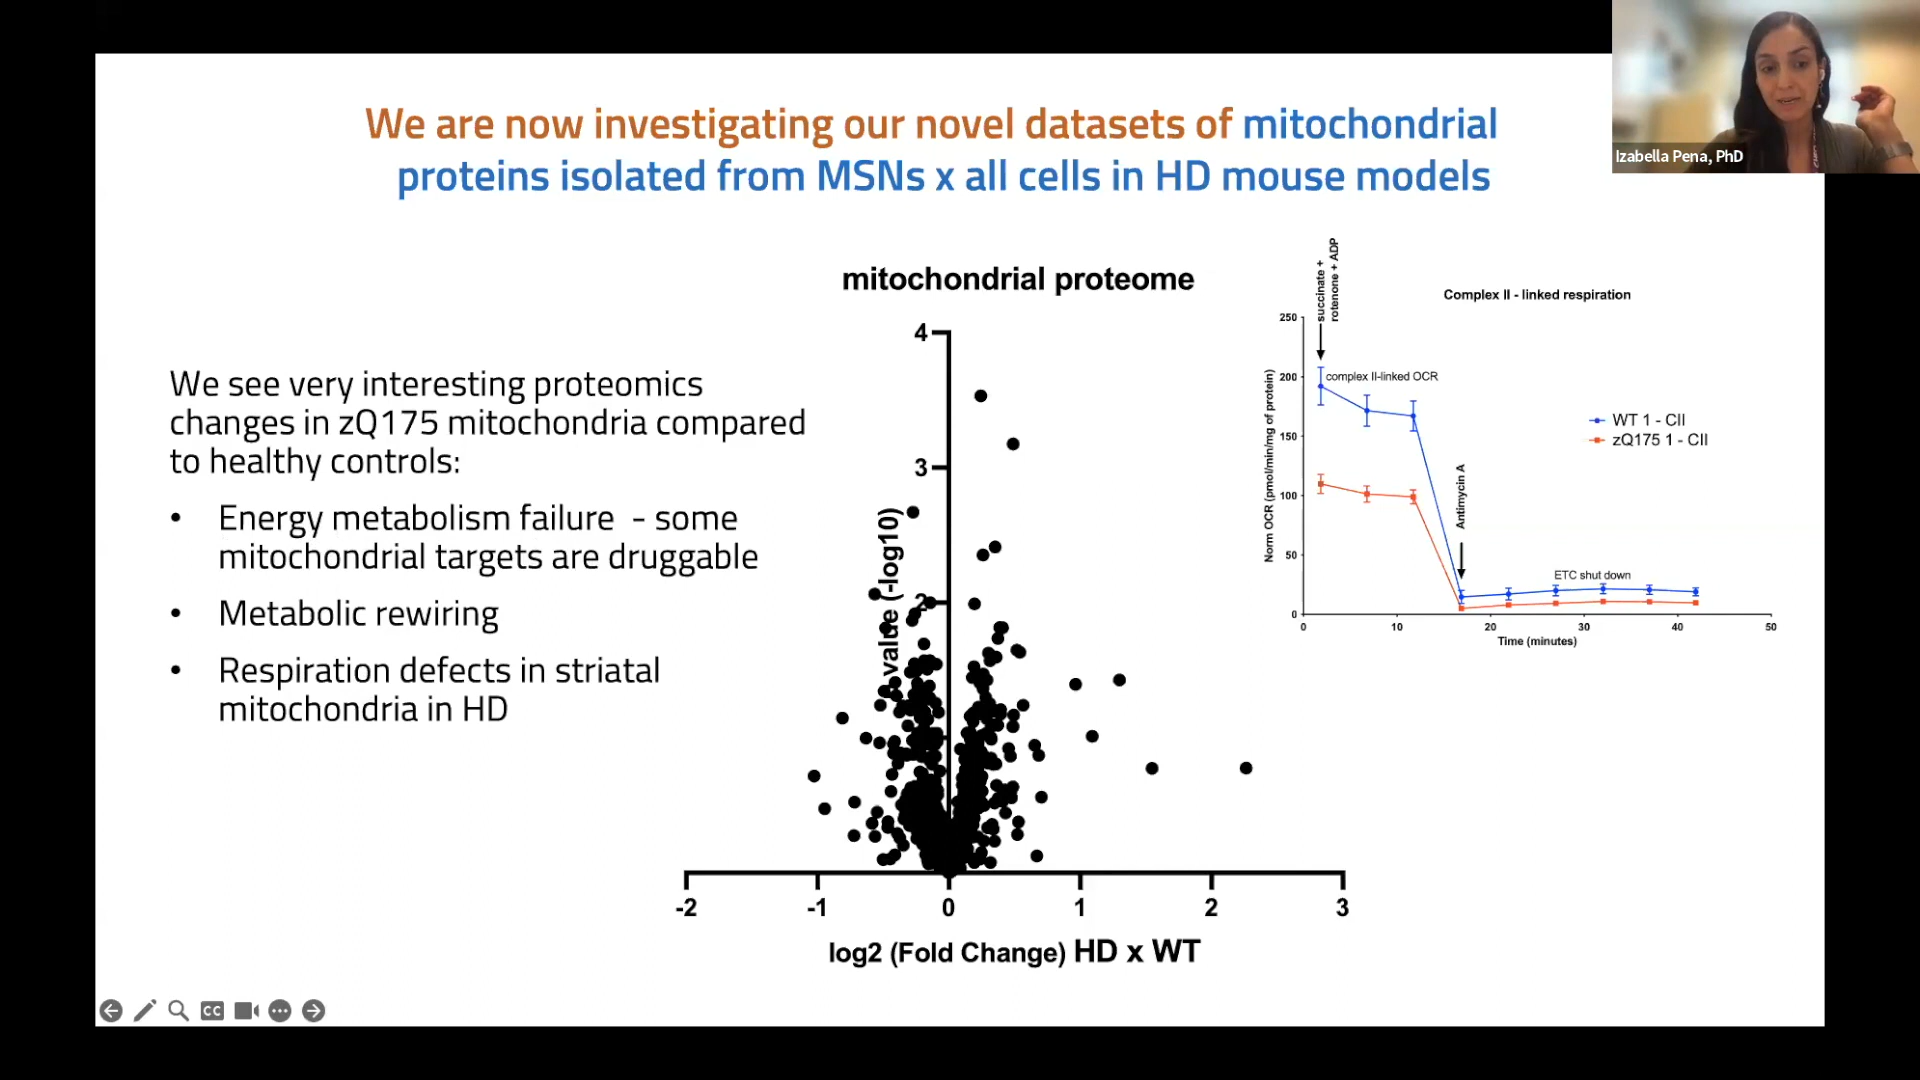 We are now investigating our novel datasets of mitochondrial
proteins isolated from MSNs x all cells in HD mouse models
Izabella Pena, PhD
We see very interesting proteomics
changes in zQ175 mitochondria compared
to healthy controls:
• Energy metabolism failure - some
mitochondrial targets are druggable
• Metabolic rewiring
• Respiration defects in striatal
mitochondria in HD
mitochondrial proteome
4
3
2
value (-log10)
-2 -1 0 1 2 3
log2 (Fold Change) HD x WT
succinate +
rotenone + ADP
Complex II - linked respiration
250
200
150
100
50
0
Norm OCR (pmol/min/mg of protein)
complex II-linked OCR
WT 1 - CII
zQ175 1 - CII
Antimycin A
ETC shut down
0 10 20 30 40 50
Time (minutes)
CC